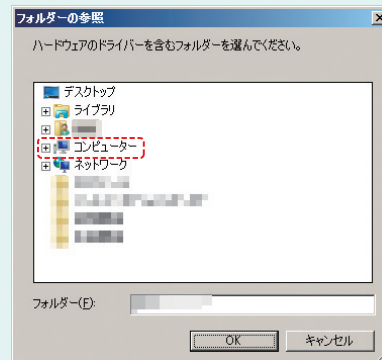 フォルダーの参照
ハードウェアのドライバーを含むフォルダーを選んでください。
デスクトップ
ライブラリ
コンピューター
ネットワーク
フォルダー(F):
OK
キャンセル